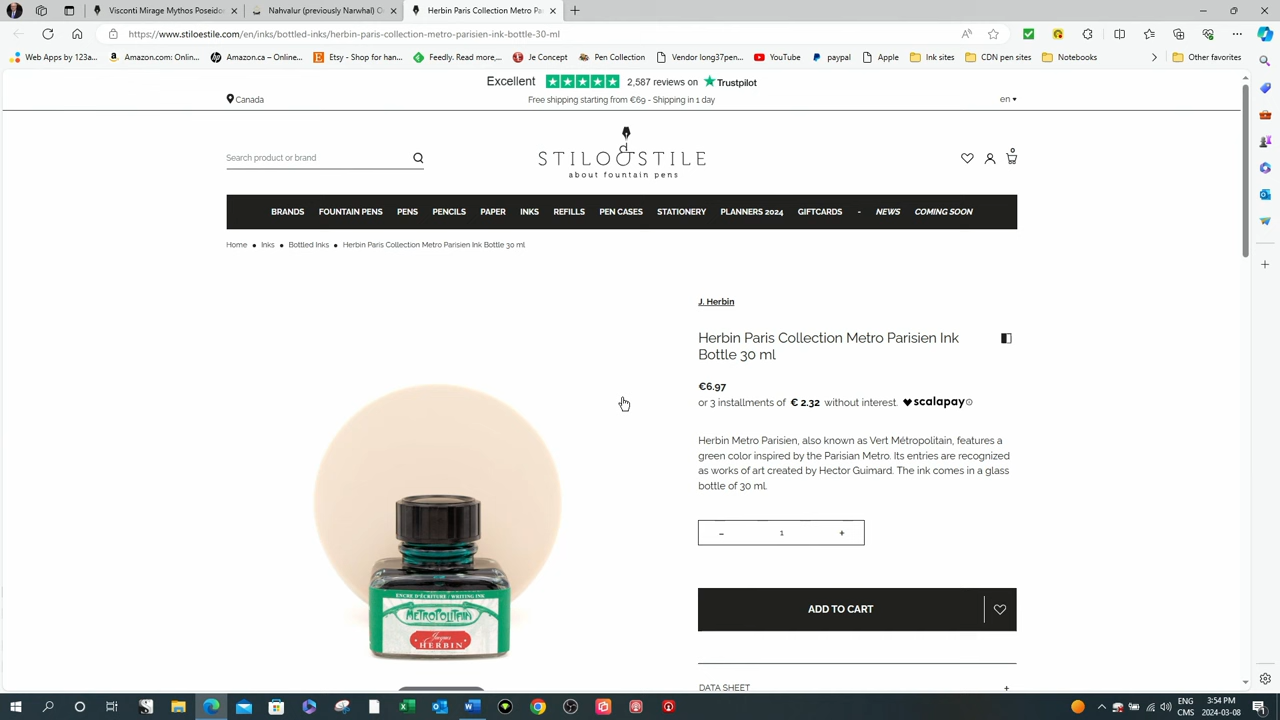 Visconti Mirage Mythos Poseidon
Nahvalur (previously Narwhal) O
Herbin Paris Collection Metro Pa
https://www.stiloestile.com/en/inks/bottled-inks/herbin-paris-collection-metro-parisien-ink-bottle-30-ml
Web Apps by 123a...
Amazon.com: Onlin...
Amazon.ca – Online...
Etsy - Shop for han...
Feedly. Read more,...
Je Concept
Pen Collection
Vendor long37pen...
YouTube
paypal
Apple
Ink sites
CDN pen sites
Notebooks
Other favorites
Excellent 2,587 reviews on Trustpilot
Canada
Free shipping starting from €69 - Shipping in 1 day
en
Search product or brand
STILO&STILE
about fountain pens
0
BRANDS FOUNTAIN PENS PENS PENCILS PAPER INKS REFILLS PEN CASES STATIONERY PLANNERS 2024 GIFTCARDS - NEWS COMING SOON
Home Inks Bottled Inks Herbin Paris Collection Metro Parisien Ink Bottle 30 ml
J. Herbin
Herbin Paris Collection Metro Parisien Ink
Bottle 30 ml
€6.97
or 3 installments of € 2.32 without interest. scalapay
Herbin Metro Parisien, also known as Vert Métropolitain, features a
green color inspired by the Parisian Metro. Its entries are recognized
as works of art created by Hector Guimard. The ink comes in a glass
bottle of 30 ml.
- 1 +
ADD TO CART
DATA SHEET +
ENCRE D'ÉCRITURE / WRITING INK
METROPOLITAIN
Jacques
HERBIN
ENG
CMS
3:54 PM
2024-03-08